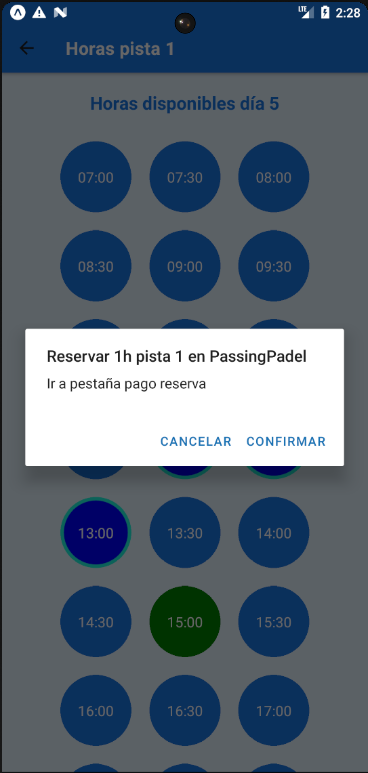 LTE 2:28
Horas pista 1
Horas disponibles día 5
07:00 07:30 08:00
08:30 09:00 09:30
Reservar 1h pista 1 en PassingPadel
Ir a pestaña pago reserva
CANCELAR CONFIRMAR
13:00 13:30 14:00
14:30 15:00 15:30
16:00 16:30 17:00